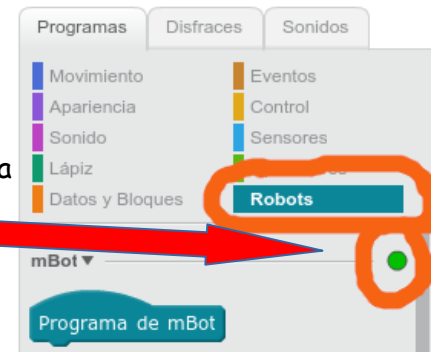 Programas Disfraces Sonidos
Movimiento Eventos
Apariencia Control
Sonido Sensores
a Lápiz
Datos y Bloques Robots
mBot
Programa de mBot